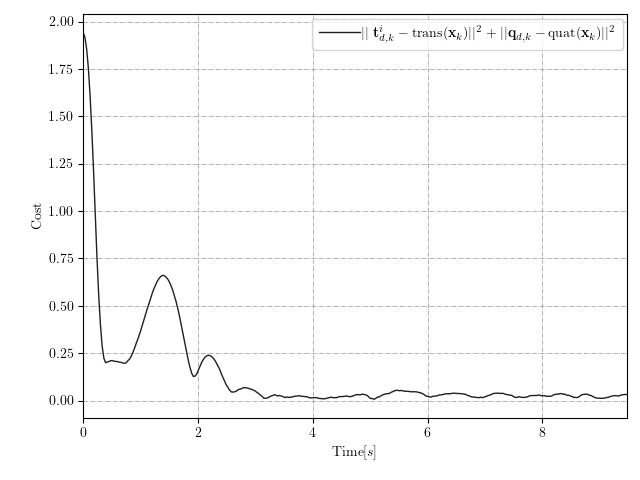 || t^i_{d,k} − trans(x_k)||^2 + ||q_{d,k} − quat(x_k)||^2
2.00
1.75
1.50
1.25
1.00
0.75
0.50
0.25
0.00
Cost
0 2 4 6 8
Time[s]